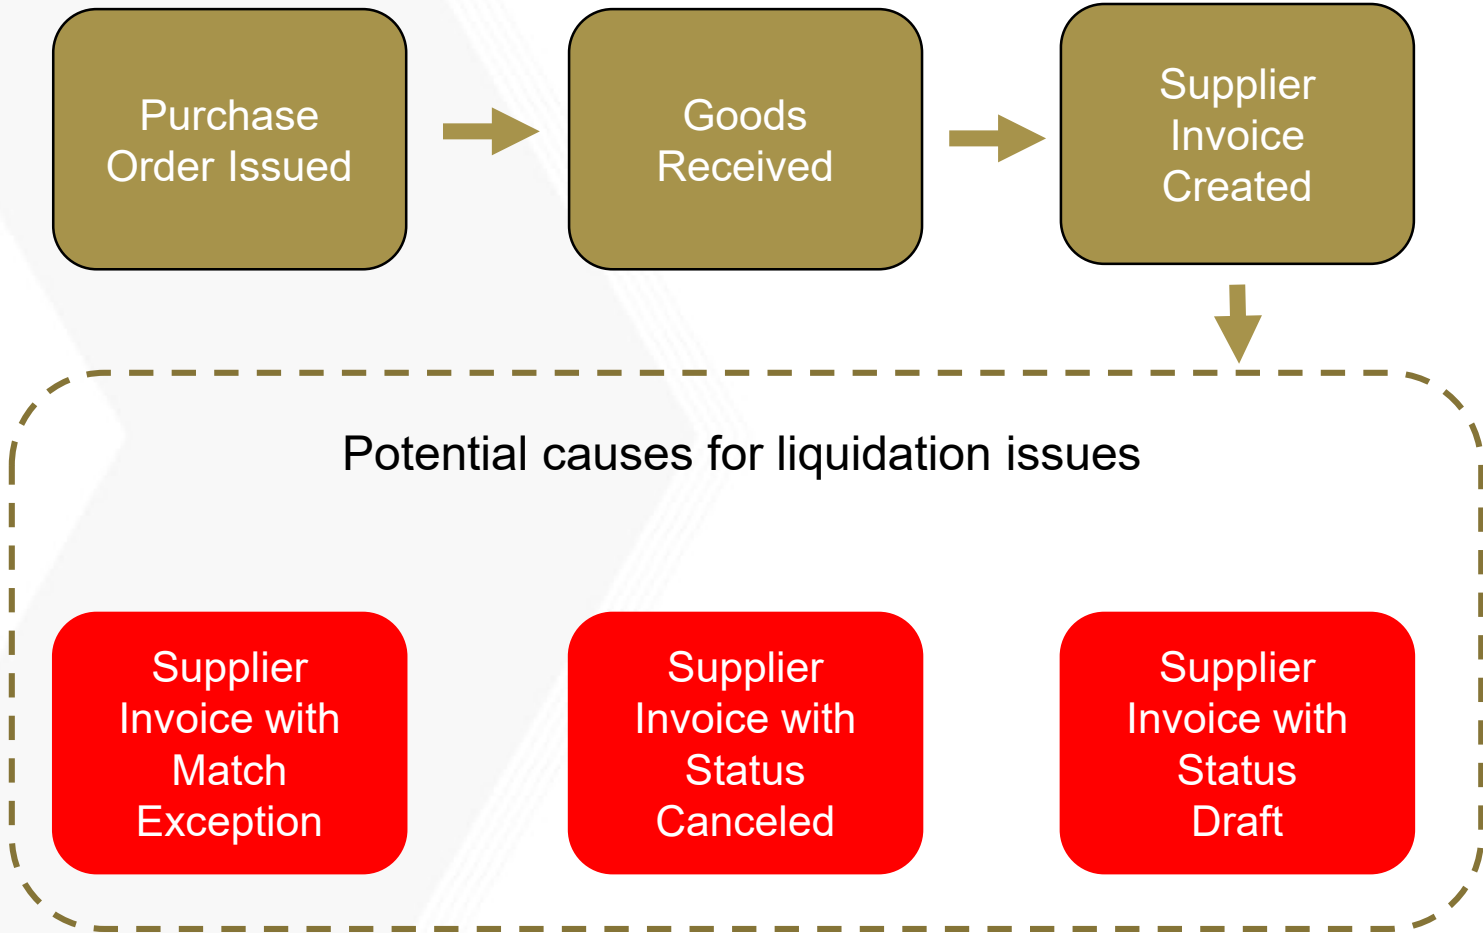 Purchase
Order Issued
Goods
Received
Supplier
Invoice
Created
Potential causes for liquidation issues
Supplier
Invoice with
Match
Exception
Supplier
Invoice with
Status
Canceled
Supplier
Invoice with
Status
Draft